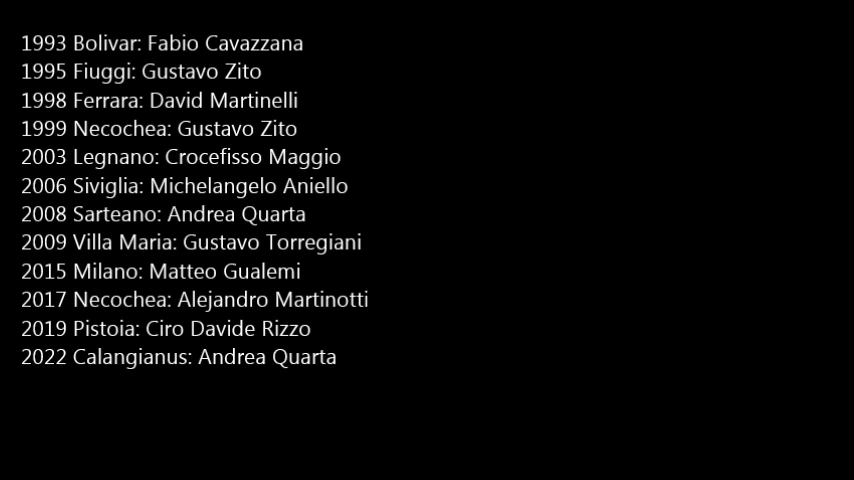 1993 Bolivar: Fabio Cavazzana
1995 Fiuggi: Gustavo Zito
1998 Ferrara: David Martinelli
1999 Necochea: Gustavo Zito
2003 Legnano: Crocefisso Maggio
2006 Siviglia: Michelangelo Aniello
2008 Sarteano: Andrea Quarta
2009 Villa Maria: Gustavo Torregiani
2015 Milano: Matteo Gualemi
2017 Necochea: Alejandro Martinotti
2019 Pistoia: Ciro Davide Rizzo
2022 Calangianus: Andrea Quarta